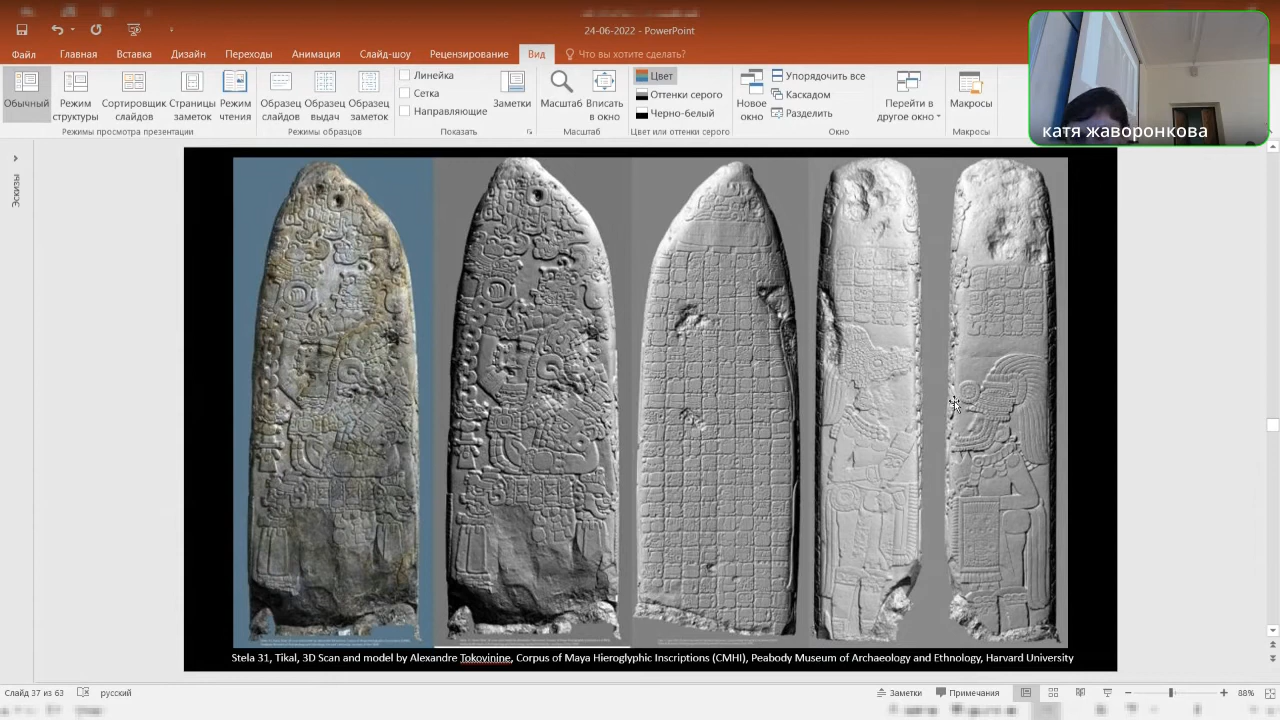 24-06-2022 - PowerPoint
Файл Главная Вставка Дизайн Переходы Анимация Слайд-шоу Рецензирование Вид Что вы хотите сделать?
Обычный
Режим структуры
Сортировщик слайдов
Страницы заметок
Режим чтения
Режимы просмотра презентации
Образец слайдов
Образец выдач
Образец заметок
Режимы образцов
Линейка
Сетка
Направляющие
Показать
Заметки
Масштаб
Вписать в окно
Масштаб
Цвет
Оттенки серого
Черно-белый
Цвет или оттенки серого
Новое окно
Упорядочить все
Каскадом
Разделить
Перейти в другое окно
Окно
Макросы
Макросы
катя жаворонкова
Эскизы
Stela 31, Tikal, 3D Scan and model by Alexandre Tokovinine, Corpus of Maya Hieroglyphic Inscriptions (CMHI), Peabody Museum of Archaeology and Ethnology, Harvard University
Слайд 37 из 63 русский Заметки Примечания 88%